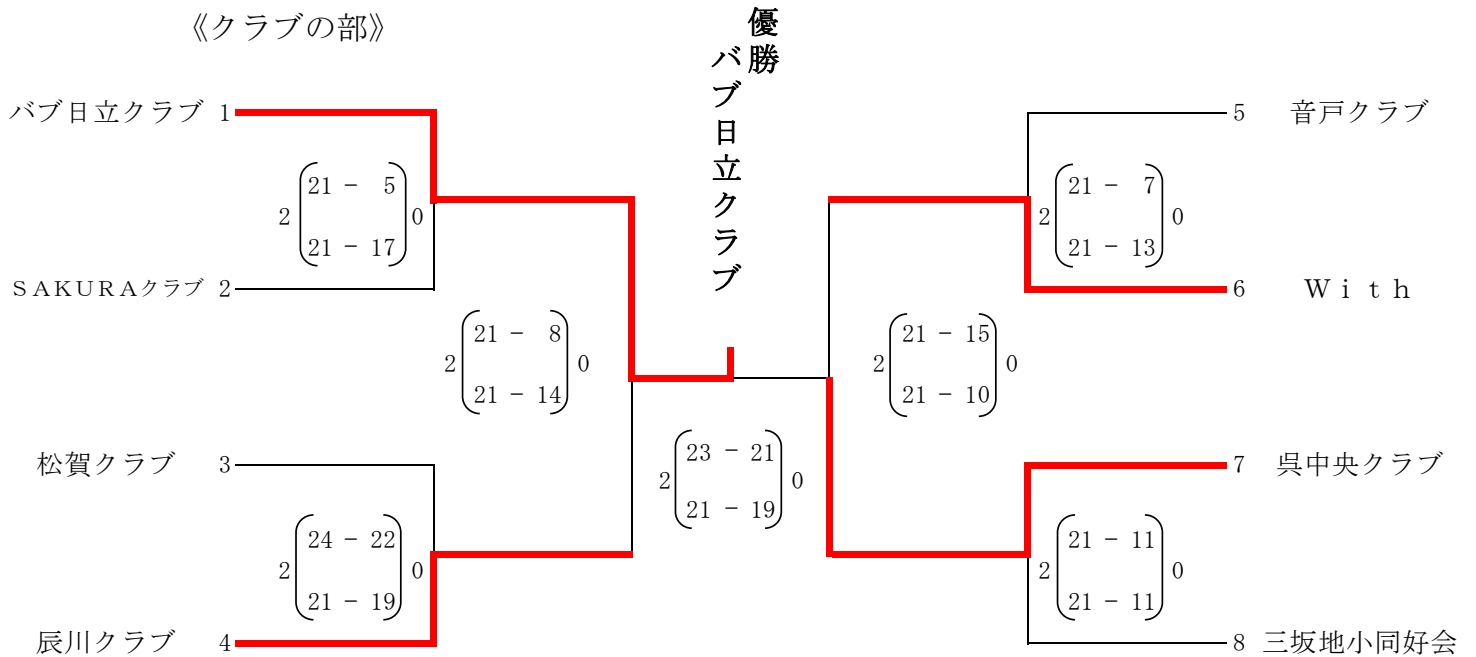 《クラブの部》
優勝
バブ日立クラブ
バブ日立クラブ 1
21 － 5
2 0
21 － 17
SAKURAクラブ 2
21 － 8
2 0
21 － 14
松賀クラブ 3
24 － 22
2 0
21 － 19
辰川クラブ 4
23 － 21
2 0
21 － 19
5 音戸クラブ
21 － 7
2 0
21 － 13
6 Ｗｉｔｈ
21 － 15
2 0
21 － 10
7 呉中央クラブ
21 － 11
2 0
21 － 11
8 三坂地小同好会